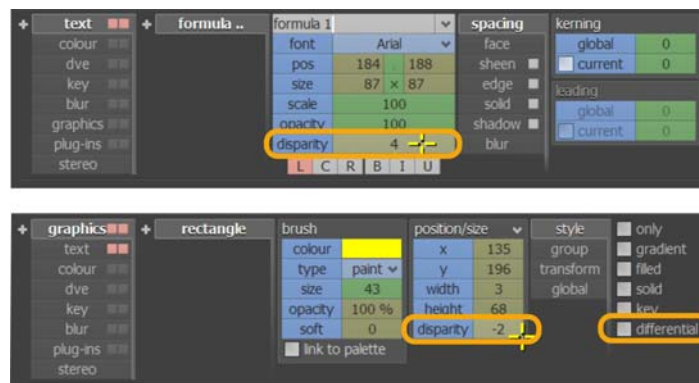 + text + formula .. formula 1 spacing kerning
colour font Arial face global 0
dve pos 184 . 188 sheen current 0
key size 87 × 87 edge leading
blur scale 100 solid global 0
graphics opacity 100 shadow current 0
plug-ins disparity 4 blur
stereo L C R B I U
+ graphics + rectangle brush position/size style only
text colour x 135 group gradient
colour type paint y 196 transform filled
dve size 43 width 3 global solid
key opacity 100 % height 68 key
blur soft 0 disparity -2 differential
plug-ins link to palette
stereo